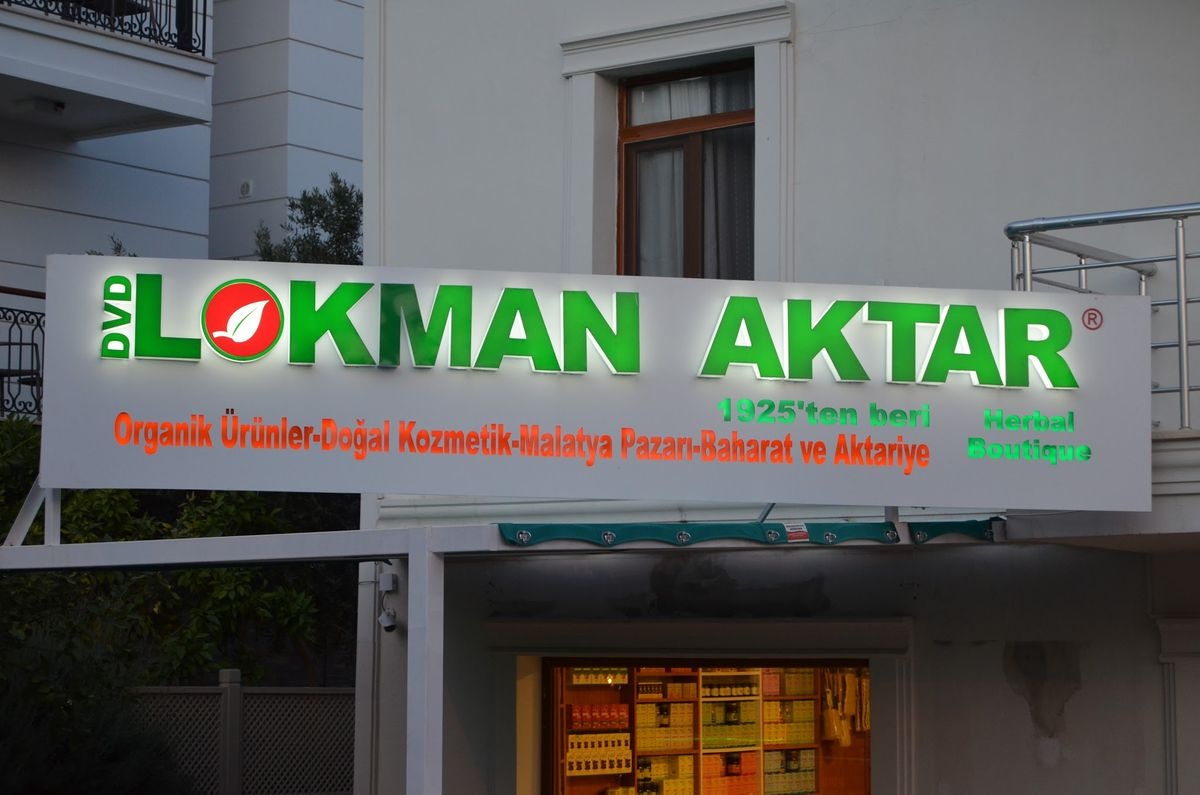 DVD LOKMAN AKTAR ®
1925'ten beri
Organik Ürünler-Doğal Kozmetik-Malatya Pazarı-Baharat ve Aktariye
Herbal
Boutique